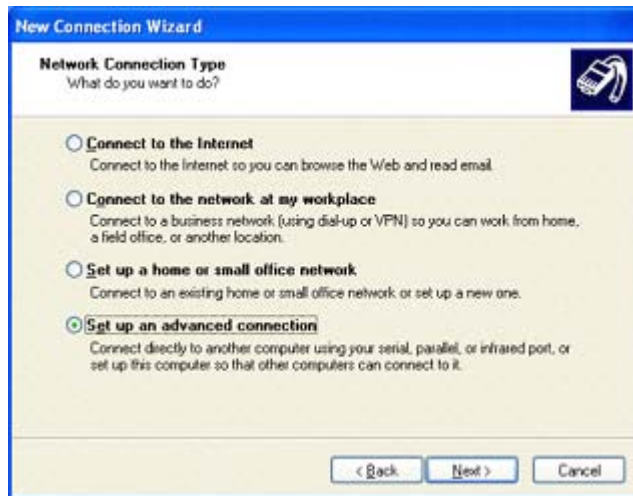 New Connection Wizard
Network Connection Type
What do you want to do?
Connect to the Internet
Connect to the Internet so you can browse the Web and read email.
Connect to the network at my workplace
Connect to a business network (using dial-up or VPN) so you can work from home,
a field office, or another location.
Set up a home or small office network
Connect to an existing home or small office network or set up a new one.
Set up an advanced connection
Connect directly to another computer using your serial, parallel, or infrared port, or
set up this computer so that other computers can connect to it.
< Back
Next >
Cancel